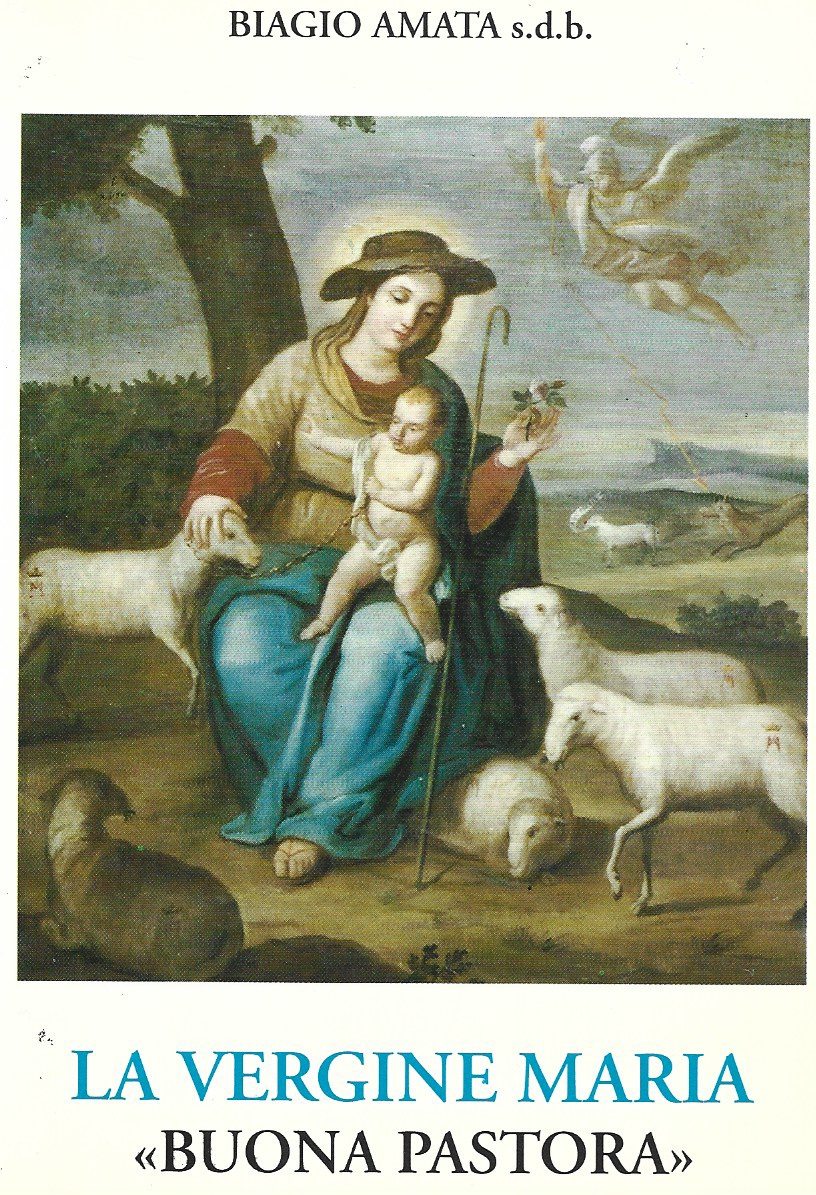 BIAGIO AMATA s.d.b.
LA VERGINE MARIA
«BUONA PASTORA»